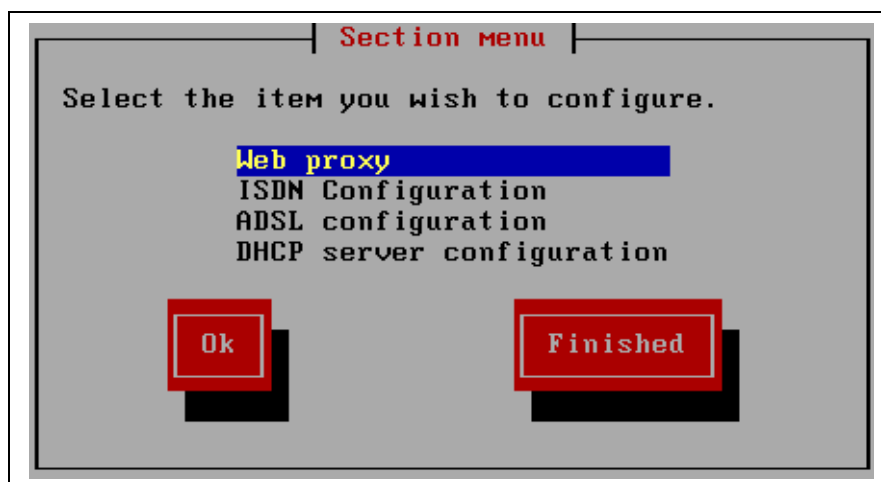 Section menu
Select the item you wish to configure.
Web proxy
ISDN Configuration
ADSL configuration
DHCP server configuration
Ok
Finished